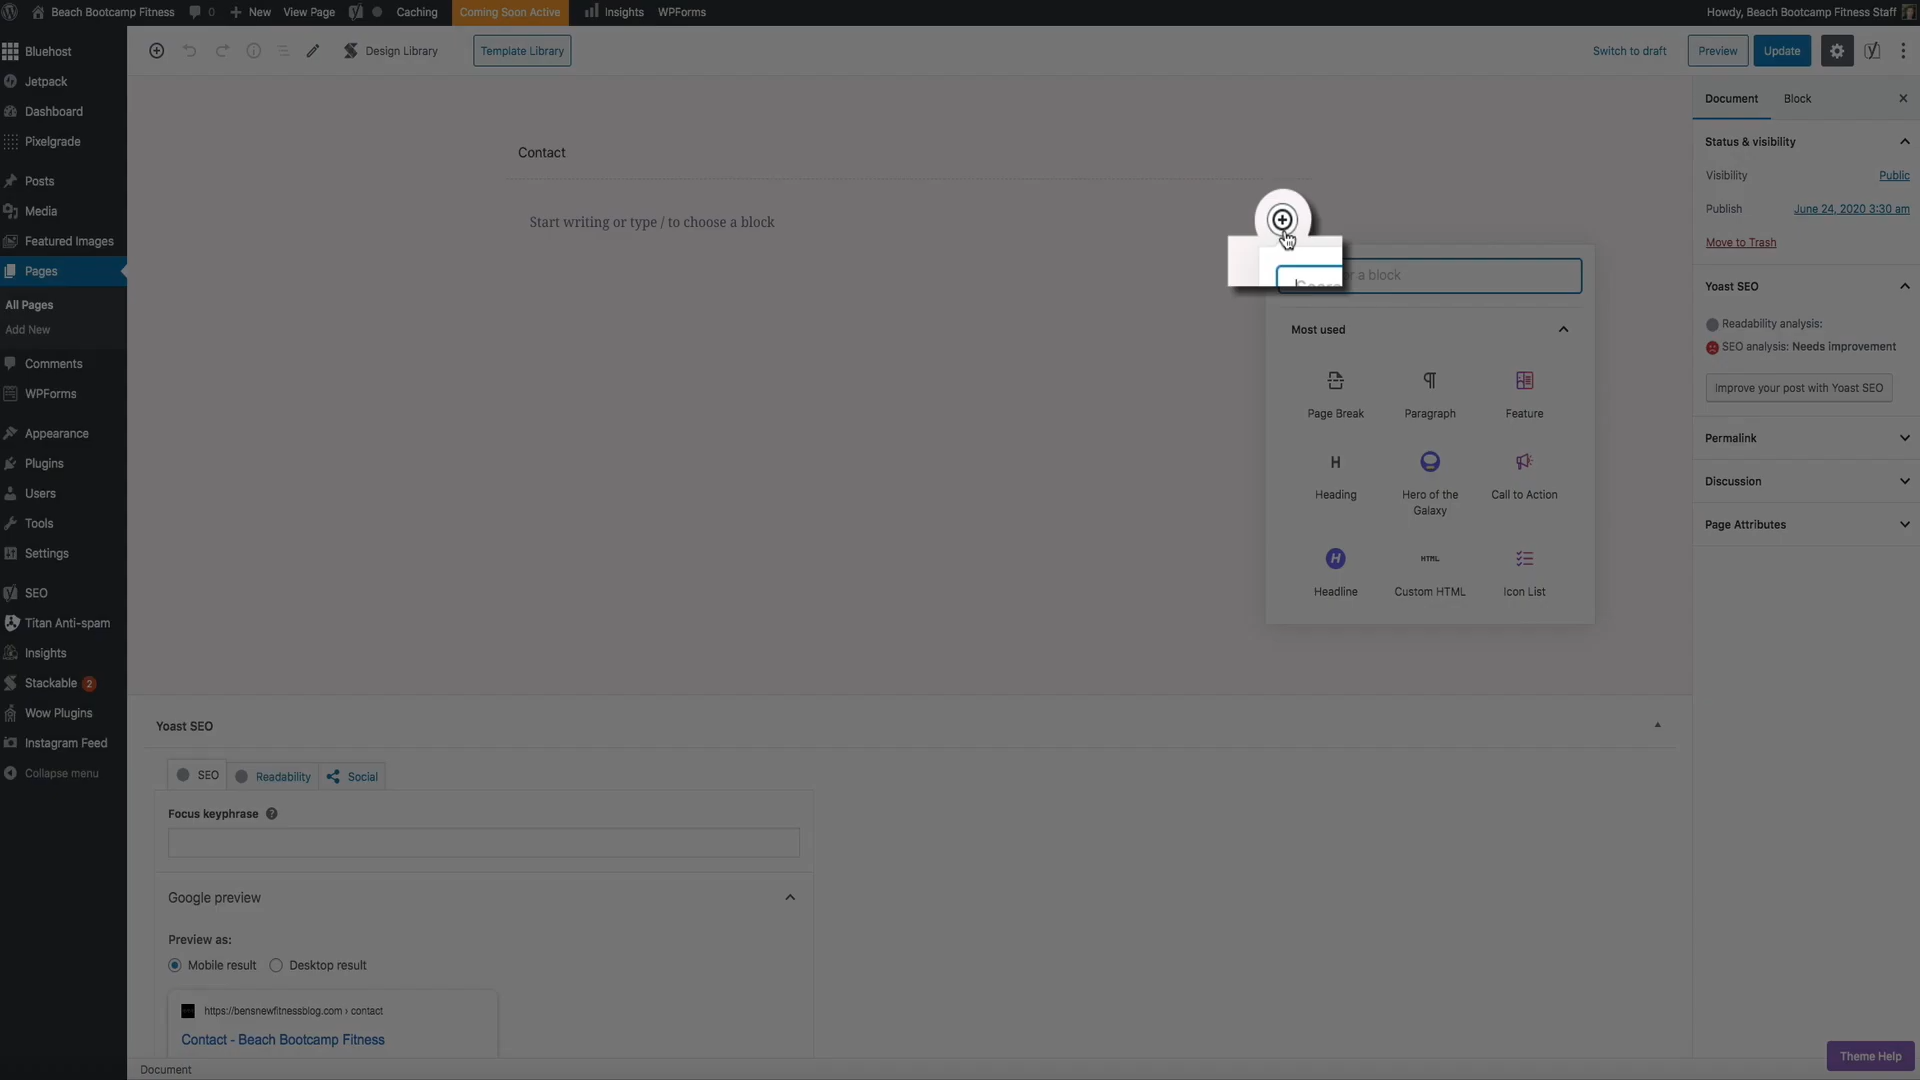 Beach Bootcamp Fitness 0 New View Page Caching Coming Soon Active Insights WPForms Howdy, Beach Bootcamp Fitness Staff
Bluehost
Jetpack
Dashboard
Pixelgrade
Posts
Media
Featured Images
Pages
All Pages
Add New
Comments
WPForms
Appearance
Plugins
Users
Tools
Settings
SEO
Titan Anti-spam
Insights
Stackable 2
Wow Plugins
Instagram Feed
Collapse menu
Design Library Template Library Switch to draft Preview Update
Contact
Start writing or type / to choose a block
or a block
Most used
Page Break Paragraph Feature
Heading Hero of the Galaxy Call to Action
Headline Custom HTML Icon List
HTML
Document Block
Status & visibility
Visibility Public
Publish June 24, 2020 3:30 am
Move to Trash
Yoast SEO
Readability analysis:
SEO analysis: Needs improvement
Improve your post with Yoast SEO
Permalink
Discussion
Page Attributes
Yoast SEO
SEO Readability Social
Focus keyphrase
Google preview
Preview as:
Mobile result Desktop result
https://bensnewfitnessblog.com › contact
Contact - Beach Bootcamp Fitness
Document
Theme Help